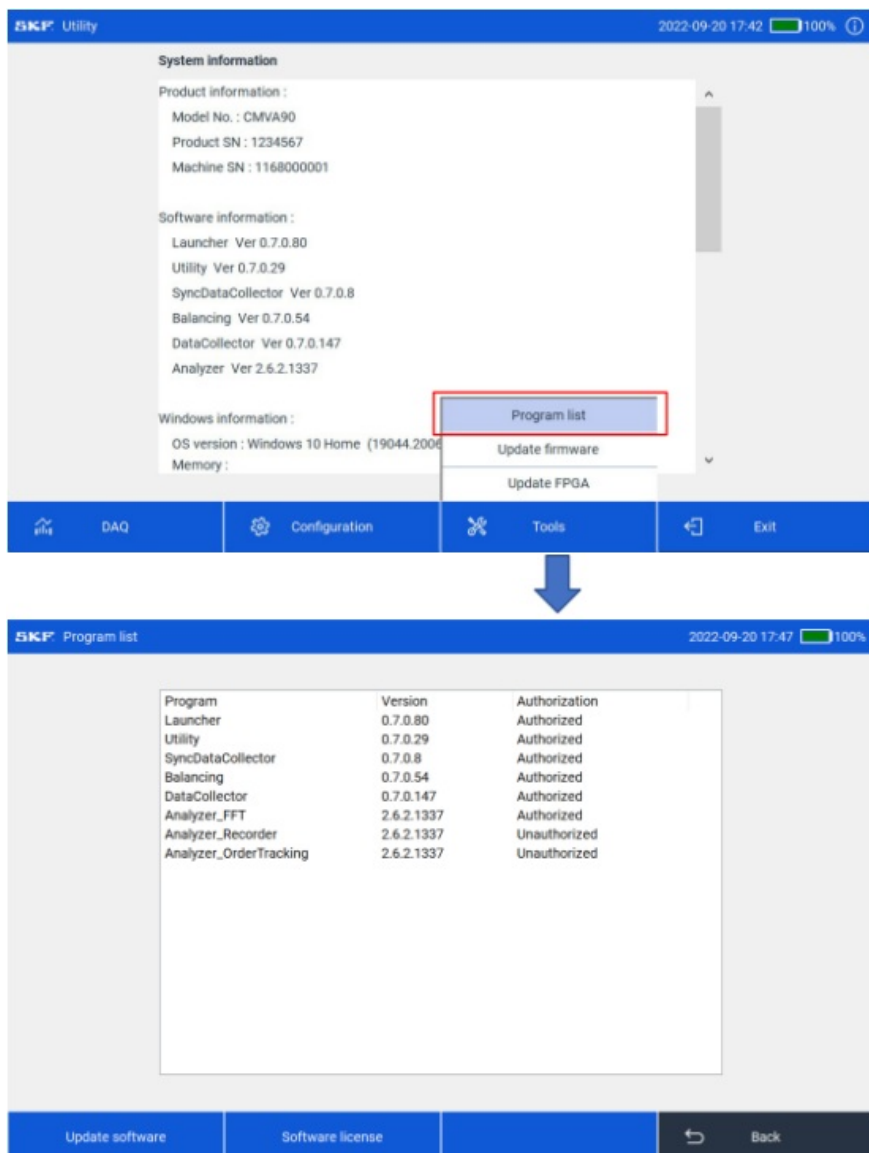 SKF. Utility 2022-09-20 17:42 100%
System information
Product information :
Model No. : CMVA90
Product SN : 1234567
Machine SN : 1168000001
Software information :
Launcher Ver 0.7.0.80
Utility Ver 0.7.0.29
SyncDataCollector Ver 0.7.0.8
Balancing Ver 0.7.0.54
DataCollector Ver 0.7.0.147
Analyzer Ver 2.6.2.1337
Windows information :
OS version : Windows 10 Home (19044.2006
Memory :
Program list
Update firmware
Update FPGA
DAQ Configuration Tools Exit
SKF. Program list 2022-09-20 17:47 100%
Program Version Authorization
Launcher 0.7.0.80 Authorized
Utility 0.7.0.29 Authorized
SyncDataCollector 0.7.0.8 Authorized
Balancing 0.7.0.54 Authorized
DataCollector 0.7.0.147 Authorized
Analyzer_FFT 2.6.2.1337 Authorized
Analyzer_Recorder 2.6.2.1337 Unauthorized
Analyzer_OrderTracking 2.6.2.1337 Unauthorized
Update software Software license Back